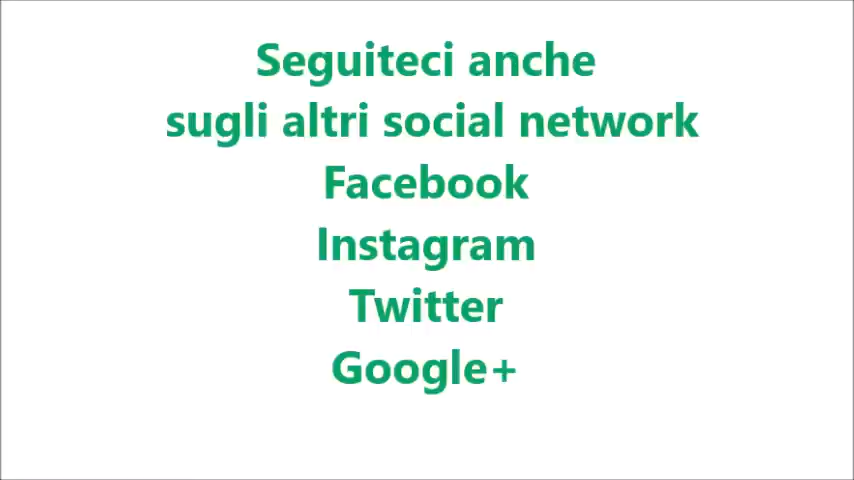 Seguiteci anche
sugli altri social network
Facebook
Instagram
Twitter
Google+